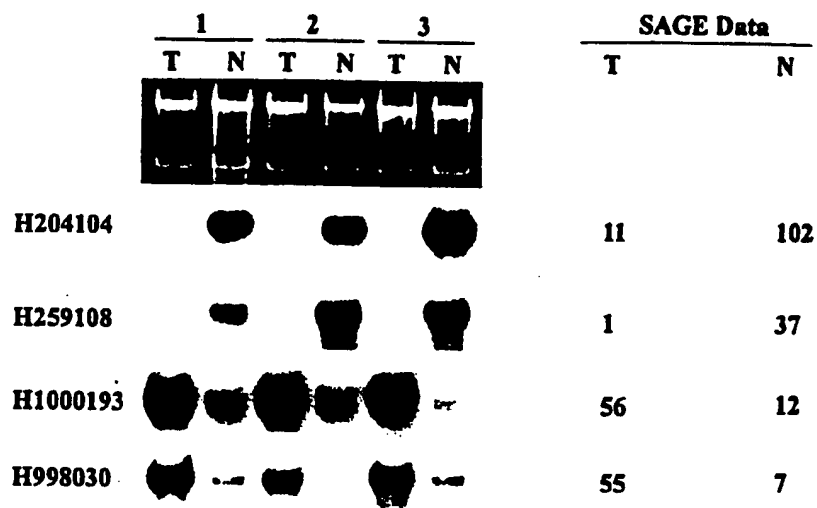 1 2 3 SAGE Data
T N T N T N T N
H204104 11 102
H259108 1 37
H1000193 56 12
H998030 55 7